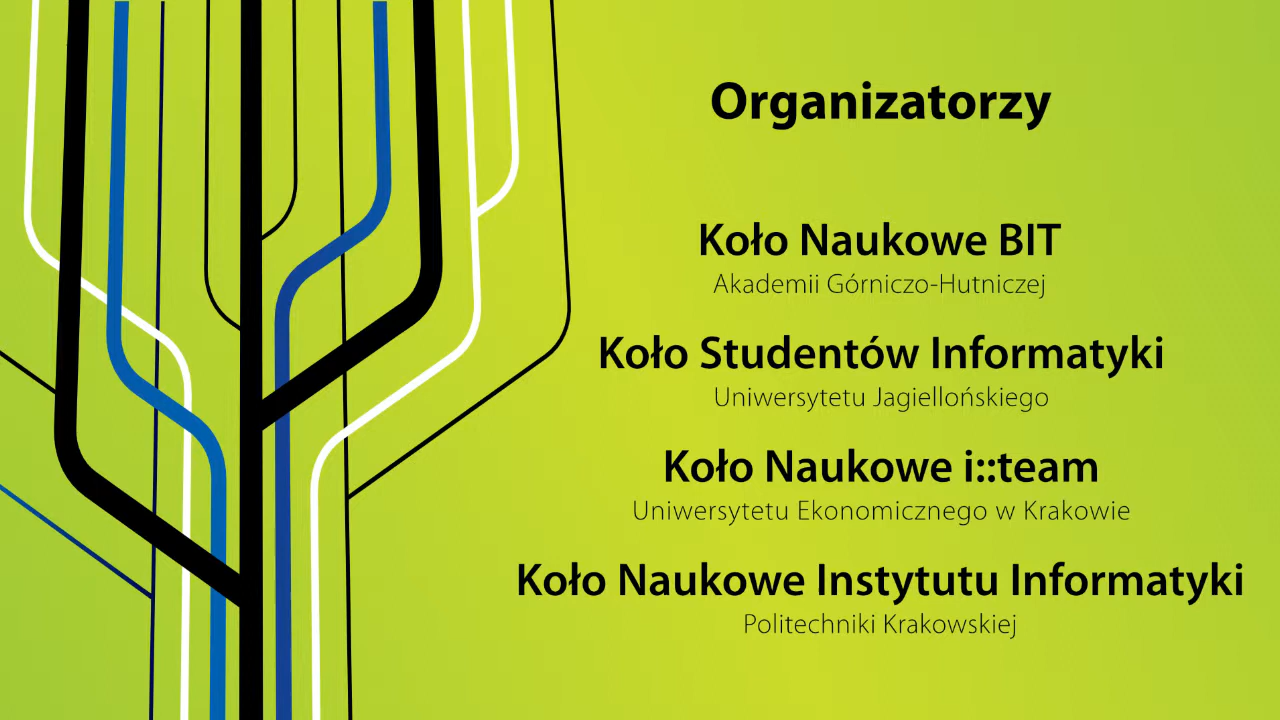 Organizatorzy
Koło Naukowe BIT
Akademii Górniczo-Hutniczej
Koło Studentów Informatyki
Uniwersytetu Jagiellońskiego
Koło Naukowe i::team
Uniwersytetu Ekonomicznego w Krakowie
Koło Naukowe Instytutu Informatyki
Politechniki Krakowskiej